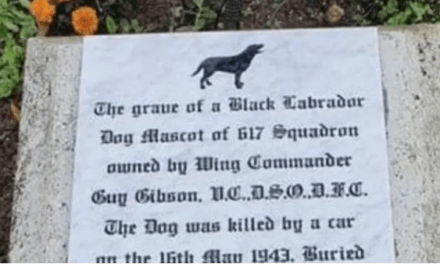 The grave of a Black Labrador
Dog Mascot of 617 Squadron
owned by Wing Commander
Guy Gibson, V.C.,D.S.O.,D.F.C.
The Dog was killed by a car
on the 16th May 1943. Buried